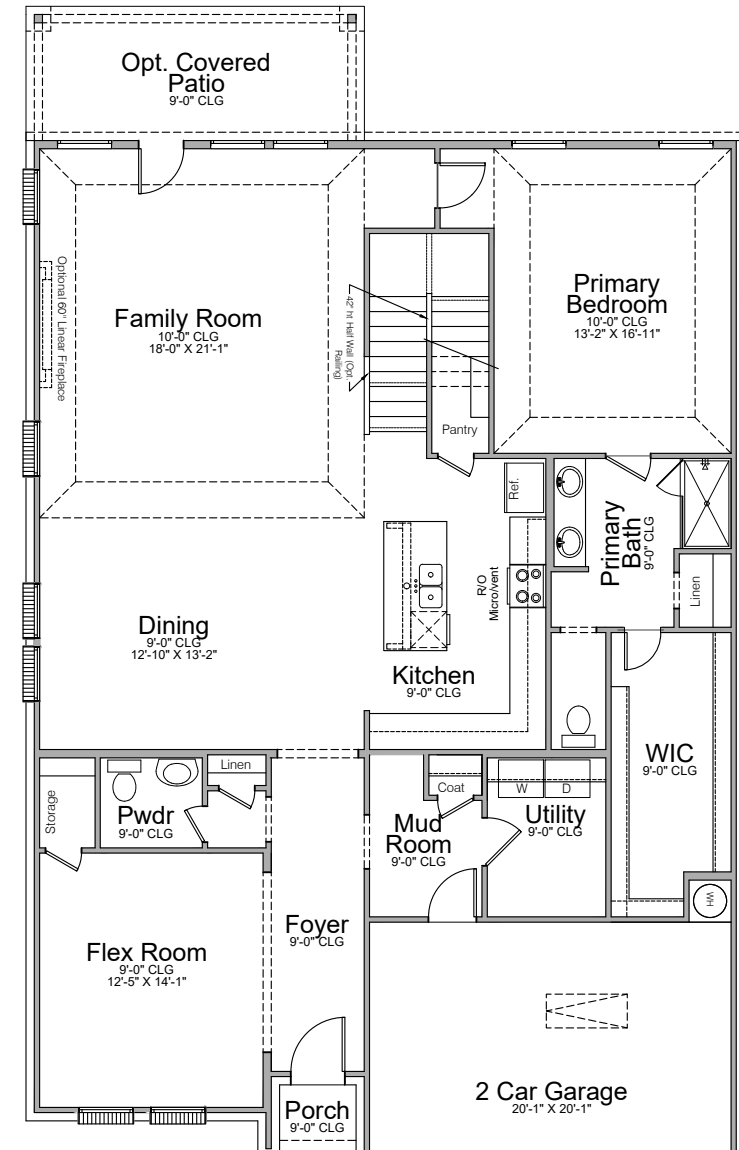 Opt. Covered
Patio
9'-0" CLG
Family Room
10'-0" CLG
18'-0" X 21'-1"
Optional 60" Linear Fireplace
42" ht Half Wall (Opt.
Railing)
Primary
Bedroom
10'-0" CLG
13'-2" X 16'-11"
Pantry
Ref.
R/O
Micro/vent
Primary
Bath
9'-0" CLG
Linen
Dining
9'-0" CLG
12'-10" X 13'-2"
Kitchen
9'-0" CLG
WIC
9'-0" CLG
Storage
Pwdr
9'-0" CLG
Linen
Coat
Mud
Room
9'-0" CLG
W
D
Utility
9'-0" CLG
WH
Foyer
9'-0" CLG
Flex Room
9'-0" CLG
12'-5" X 14'-1"
Porch
9'-0" CLG
2 Car Garage
20'-1" X 20'-1"